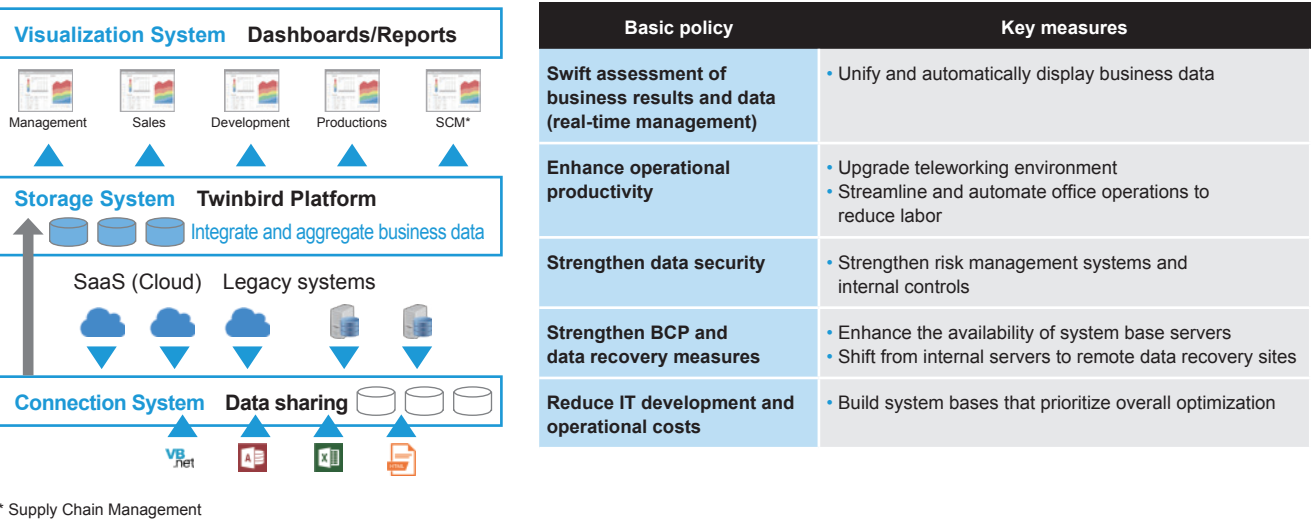 Visualization System Dashboards/Reports
Management Sales Development Productions SCM*
Storage System Twinbird Platform
Integrate and aggregate business data
SaaS (Cloud) Legacy systems
Connection System Data sharing
VB.net A X HTML
* Supply Chain Management
Basic policy Key measures
Swift assessment of
business results and data
(real-time management)
• Unify and automatically display business data
Enhance operational
productivity
• Upgrade teleworking environment
• Streamline and automate office operations to
reduce labor
Strengthen data security
• Strengthen risk management systems and
internal controls
Strengthen BCP and
data recovery measures
• Enhance the availability of system base servers
• Shift from internal servers to remote data recovery sites
Reduce IT development and
operational costs
• Build system bases that prioritize overall optimization